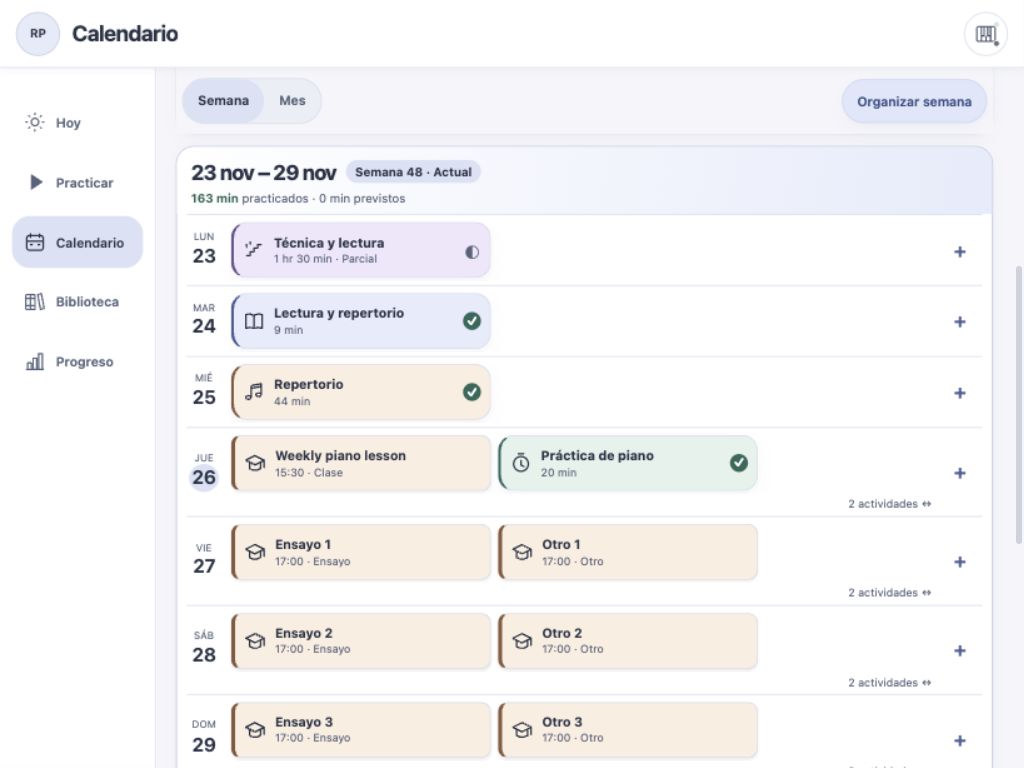 RP
Calendario
Hoy
Practicar
Calendario
Biblioteca
Progreso
Semana
Mes
Organizar semana
23 nov – 29 nov
Semana 48 · Actual
163 min practicados · 0 min previstos
LUN
23
Técnica y lectura
1 hr 30 min · Parcial
+
MAR
24
Lectura y repertorio
9 min
+
MIÉ
25
Repertorio
44 min
+
JUE
26
Weekly piano lesson
15:30 · Clase
Práctica de piano
20 min
+
2 actividades ⇔
VIE
27
Ensayo 1
17:00 · Ensayo
Otro 1
17:00 · Otro
+
2 actividades ⇔
SÁB
28
Ensayo 2
17:00 · Ensayo
Otro 2
17:00 · Otro
+
2 actividades ⇔
DOM
29
Ensayo 3
17:00 · Ensayo
Otro 3
17:00 · Otro
+